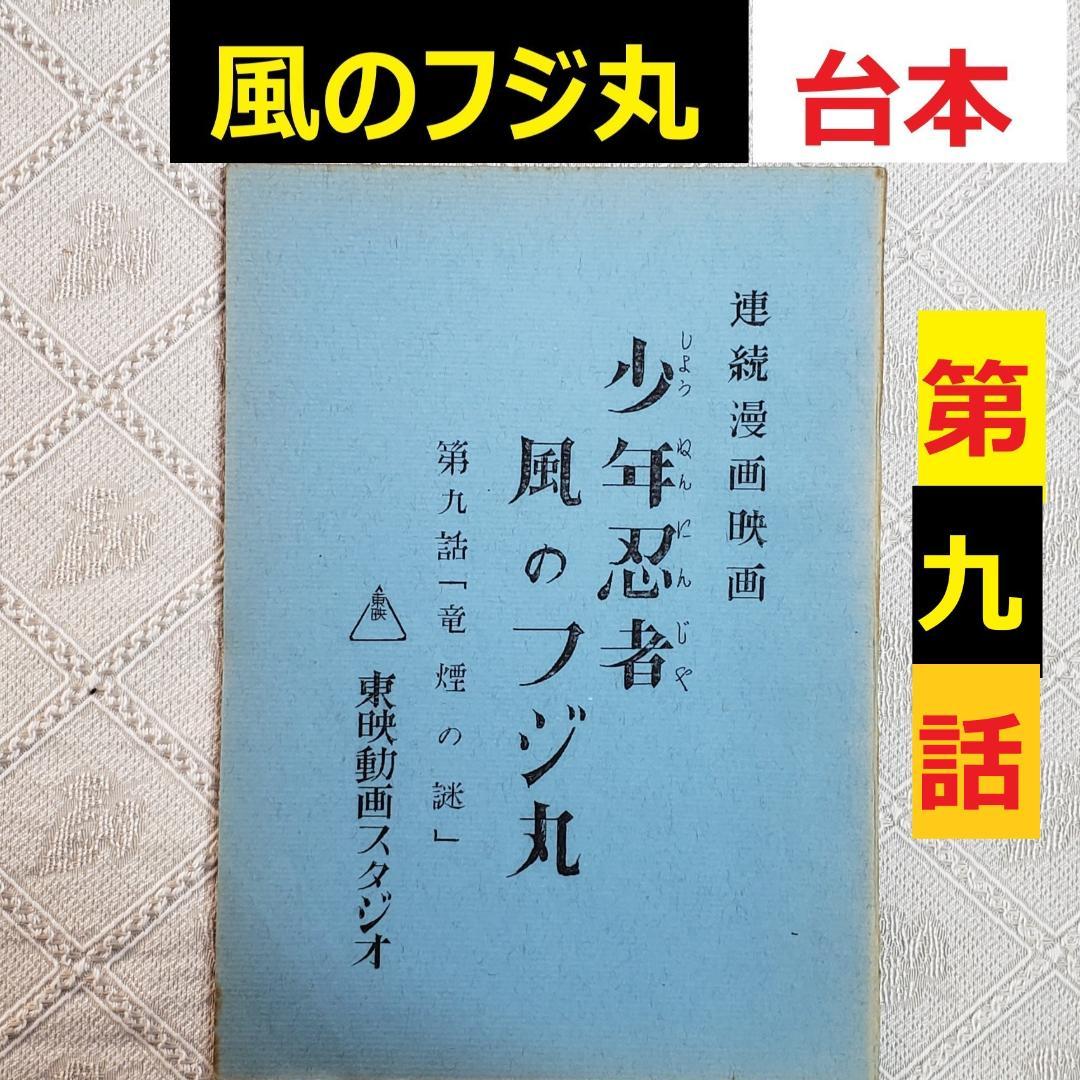 風のフジ丸
台本
第
九
話
連続漫画映画
少年忍者
しようねんにんじや
風のフジ丸
第九話「竜煙の謎」
東映
東映動画スタジオ